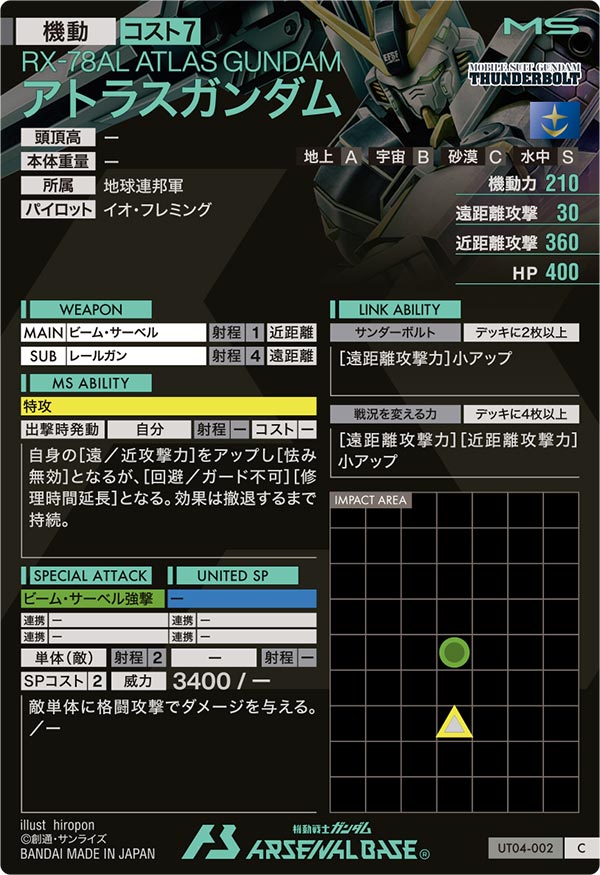 機動 コスト7 MS
RX-78AL ATLAS GUNDAM
アトラスガンダム
MOBILE SUIT GUNDAM
THUNDERBOLT
頭頂高 —
本体重量 —
所属 地球連邦軍
パイロット イオ・フレミング
地上 A 宇宙 B 砂漠 C 水中 S
機動力 210
遠距離攻撃 30
近距離攻撃 360
HP 400
WEAPON
MAIN ビーム・サーベル 射程 1 近距離
SUB レールガン 射程 4 遠距離
MS ABILITY
特攻
出撃時発動 自分 射程 — コスト —
自身の[遠／近攻撃力]をアップし[怯み
無効]となるが、[回避／ガード不可][修
理時間延長]となる。効果は撤退するまで
持続。
LINK ABILITY
サンダーボルト デッキに2枚以上
[遠距離攻撃力]小アップ
戦況を変える力 デッキに4枚以上
[遠距離攻撃力][近距離攻撃力]
小アップ
IMPACT AREA
SPECIAL ATTACK UNITED SP
ビーム・サーベル強撃 —
連携 — 連携 —
連携 — 連携 —
単体(敵) 射程 2 — 射程 —
SPコスト 2 威力 3400 / —
敵単体に格闘攻撃でダメージを与える。
／—
illust hiropon
©創通・サンライズ
BANDAI MADE IN JAPAN
機動戦士ガンダム
AB ARSENAL BASE ®
UT04-002 C